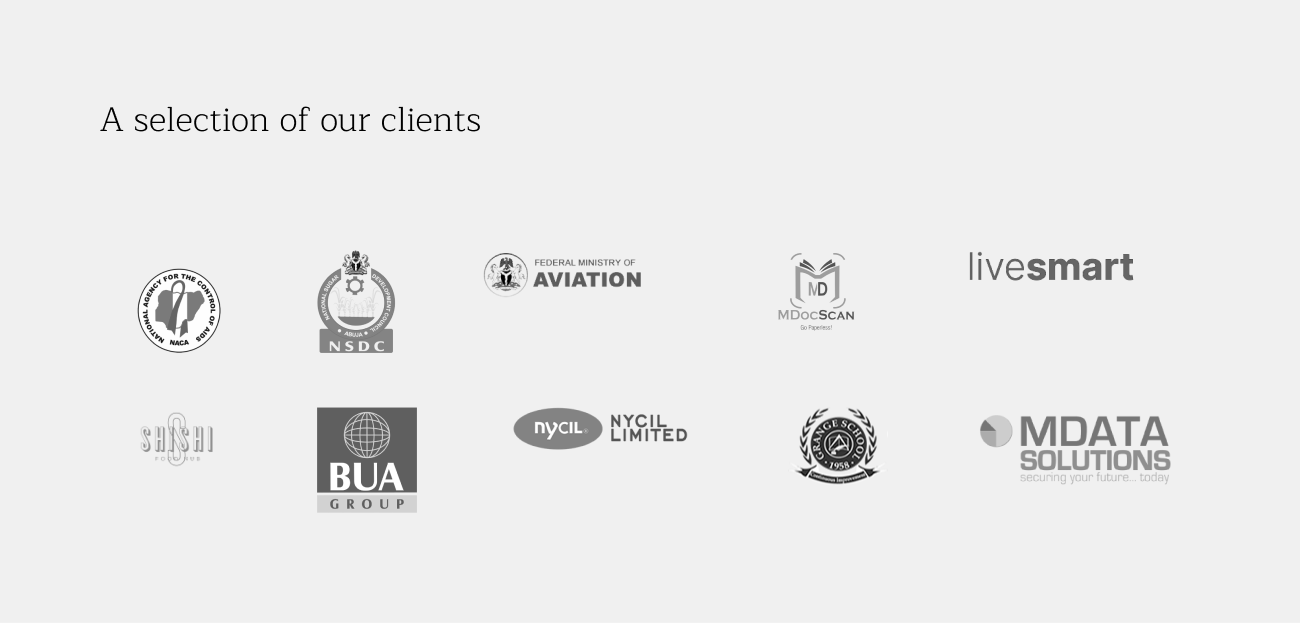 A selection of our clients
NATIONAL AGENCY FOR THE CONTROL OF AIDS
NACA
NATIONAL SUGAR DEVELOPMENT COUNCIL
ABUJA
NSDC
FEDERAL MINISTRY OF
AVIATION
MD
MDOCSCAN
Go Paperless!
livesmart
SHISHI
FOOD HUB
BUA
GROUP
NYCIL
NYCIL
LIMITED
GRANGE SCHOOL
1958
Continuous Improvement
MDATA
SOLUTIONS
securing your future... today